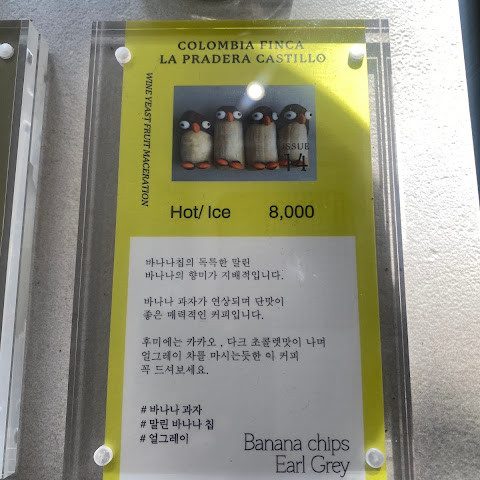 COLOMBIA FINCA
LA PRADERA CASTILLO
WINE YEAST FRUIT MACERATION
ISSUE
14
Hot/ Ice 8,000
바나나칩의 독특한 말린
바나나의 향미가 지배적입니다.
바나나 과자가 연상되며 단맛이
좋은 매력적인 커피입니다.
후미에는 카카오 , 다크 초콜렛맛이 나며
얼그레이 차를 마시는듯한 이 커피
꼭 드셔보세요.
# 바나나 과자
# 말린 바나나 칩
# 얼그레이
Banana chips
Earl Grey